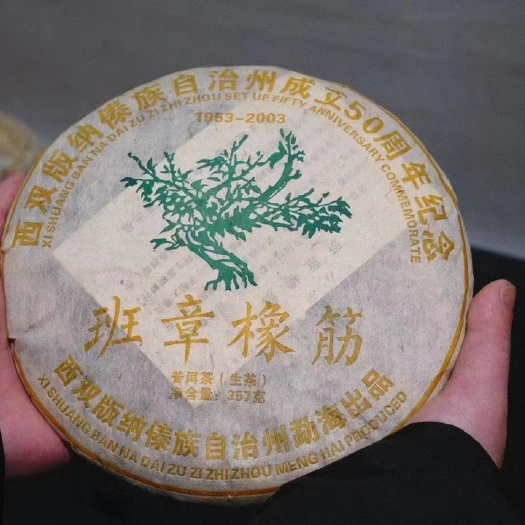 西双版纳傣族自治州成立50周年纪念
XI SHUANG BAN NA DAI ZU ZI ZHI ZHOU SET UP FIFTY ANNIVERSARY COMMEMORATE
1953-2003
班章橡筋
普洱茶（生茶）
净含量：357克
西双版纳傣族自治州勐海出品
XI SHUANG BAN NA DAI ZU ZI ZHI ZHOU MENG HAI PRODUCED